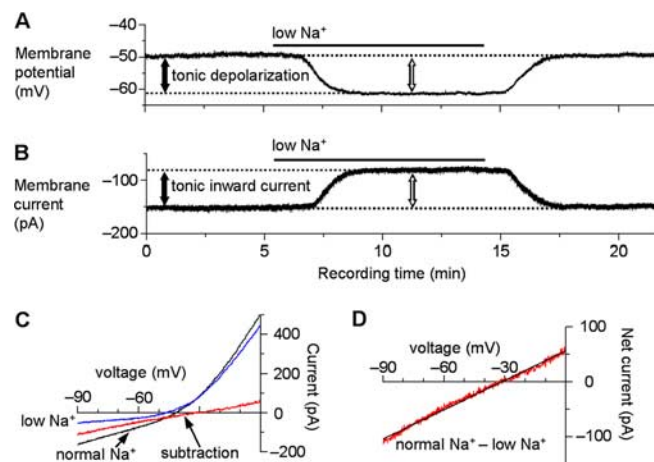 A
Membrane
potential
(mV)
−40
−50
−60
low Na⁺
tonic depolarization
B
Membrane
current
(pA)
−100
−200
low Na⁺
tonic inward current
0 5 10 15 20
Recording time (min)
C
voltage (mV)
−90 −60
400
200
0
−200
Current (pA)
low Na⁺
normal Na⁺
subtraction
D
voltage (mV)
−90 −60 −30
100
0
−100
Net current (pA)
normal Na⁺ – low Na⁺